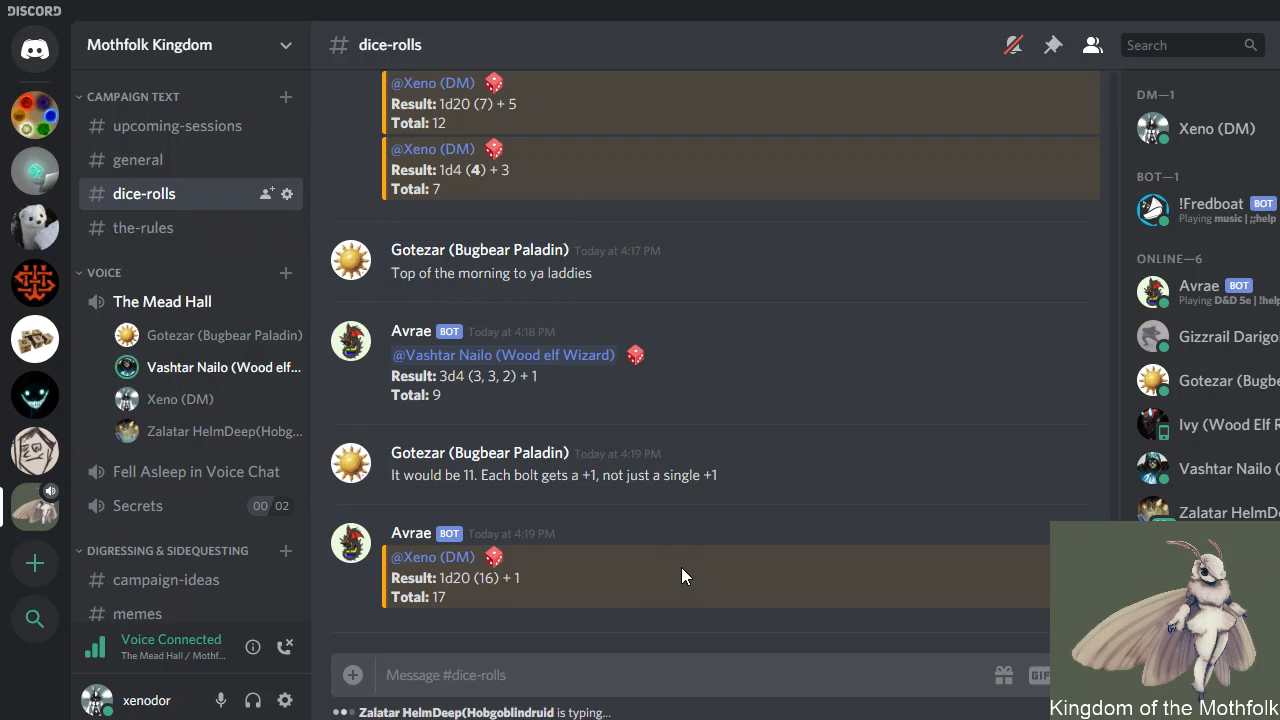 DISCORD
Mothfolk Kingdom
CAMPAIGN TEXT
# upcoming-sessions
# general
# dice-rolls
# the-rules
VOICE
The Mead Hall
Gotezar (Bugbear Paladin)
Vashtar Nailo (Wood elf...
Xeno (DM)
Zalatar HelmDeep(Hobg...
Fell Asleep in Voice Chat
Secrets 00 02
DIGRESSING & SIDEQUESTING
# campaign-ideas
# memes
Voice Connected
The Mead Hall / Mothf...
xenodor
# dice-rolls
Search
@Xeno (DM)
Result: 1d20 (7) + 5
Total: 12
@Xeno (DM)
Result: 1d4 (4) + 3
Total: 7
Gotezar (Bugbear Paladin) Today at 4:17 PM
Top of the morning to ya laddies
Avrae BOT Today at 4:18 PM
@Vashtar Nailo (Wood elf Wizard)
Result: 3d4 (3, 3, 2) + 1
Total: 9
Gotezar (Bugbear Paladin) Today at 4:19 PM
It would be 11. Each bolt gets a +1, not just a single +1
Avrae BOT Today at 4:19 PM
@Xeno (DM)
Result: 1d20 (16) + 1
Total: 17
Message #dice-rolls
GIF
Zalatar HelmDeep(Hobgoblindruid is typing...
DM—1
Xeno (DM)
BOT—1
!Fredboat BOT
Playing music | ;;help
ONLINE—6
Avrae BOT
Playing D&D 5e | !help
Gizzrail Darigo
Gotezar (Bugbe
Ivy (Wood Elf R
Vashtar Nailo (
Zalatar HelmDe
Kingdom of the Mothfolk